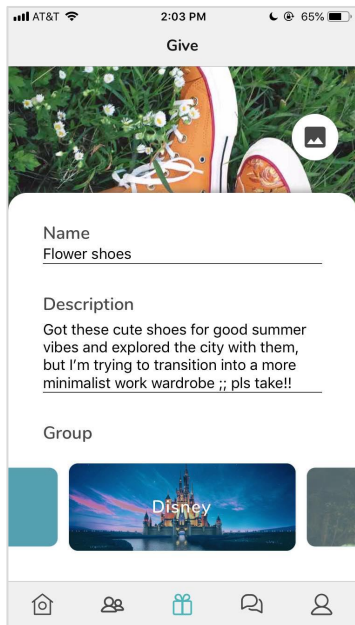 AT&T 2:03 PM 65%
Give
Name
Flower shoes
Description
Got these cute shoes for good summer
vibes and explored the city with them,
but I’m trying to transition into a more
minimalist work wardrobe ;; pls take!!
Group
Disney